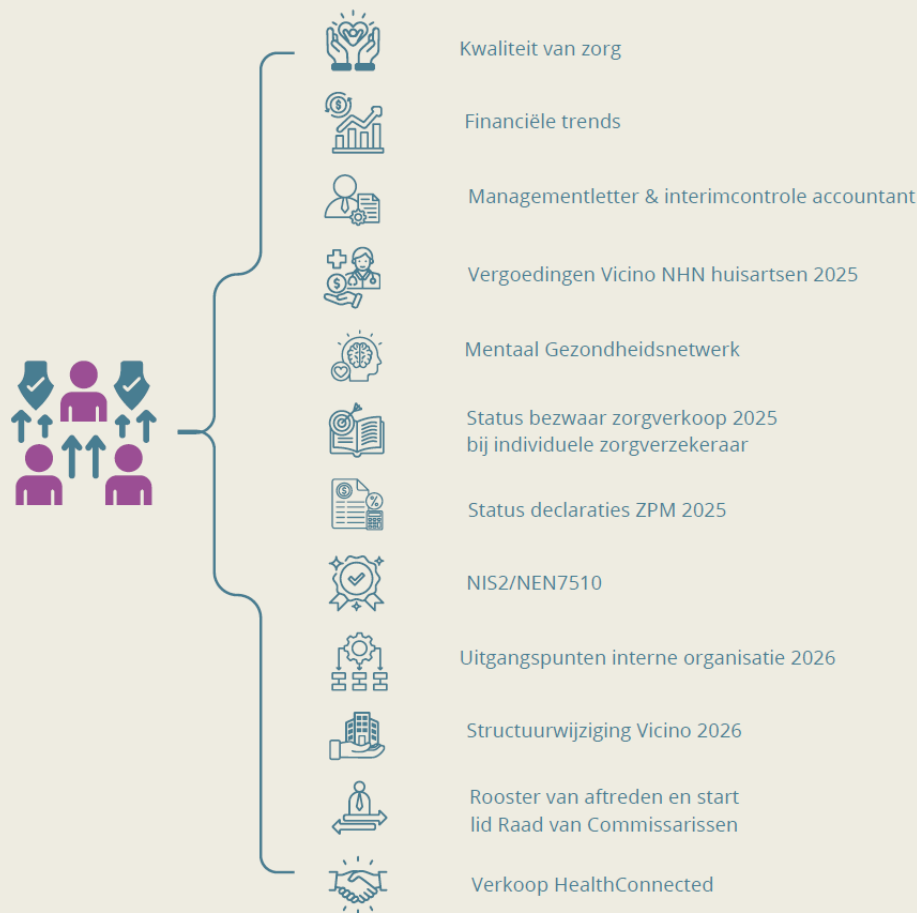 Kwaliteit van zorg
Financiële trends
Managementletter & interimcontrole accountant
Vergoedingen Vicino NHN huisartsen 2025
Mentaal Gezondheidsnetwerk
Status bezwaar zorgverkoop 2025
bij individuele zorgverzekeraar
Status declaraties ZPM 2025
NIS2/NEN7510
Uitgangspunten interne organisatie 2026
Structuurwijziging Vicino 2026
Rooster van aftreden en start
lid Raad van Commissarissen
Verkoop HealthConnected